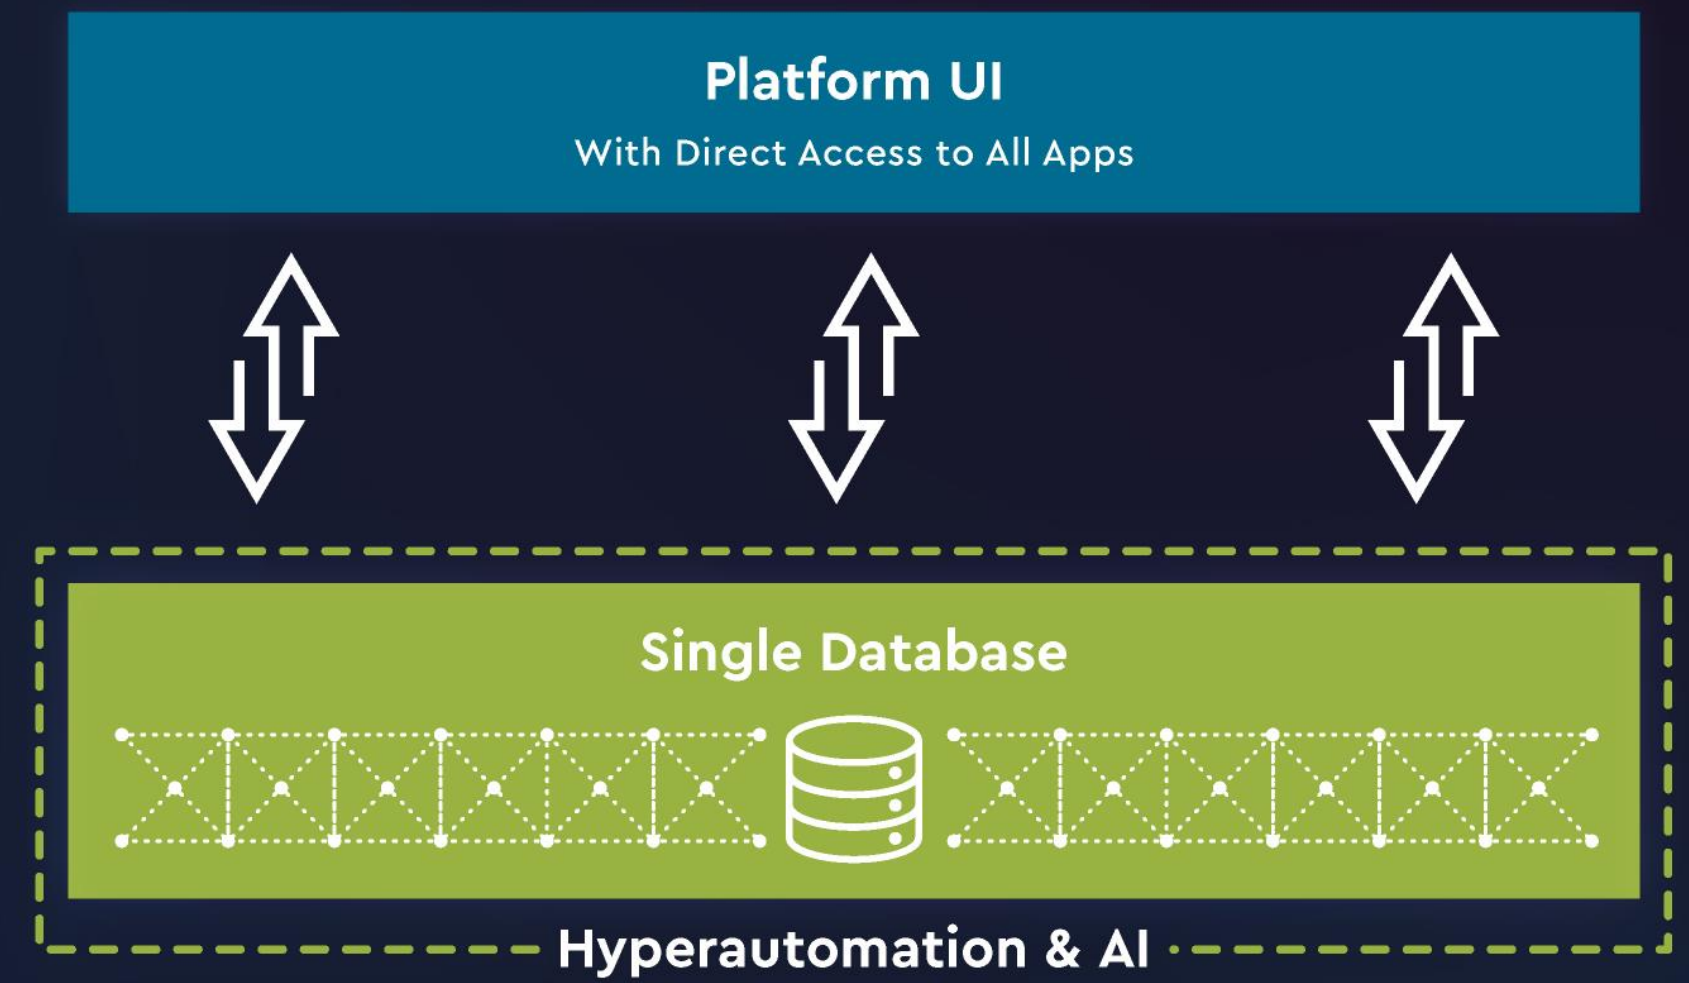 Platform UI
With Direct Access to All Apps
Single Database
Hyperautomation & AI